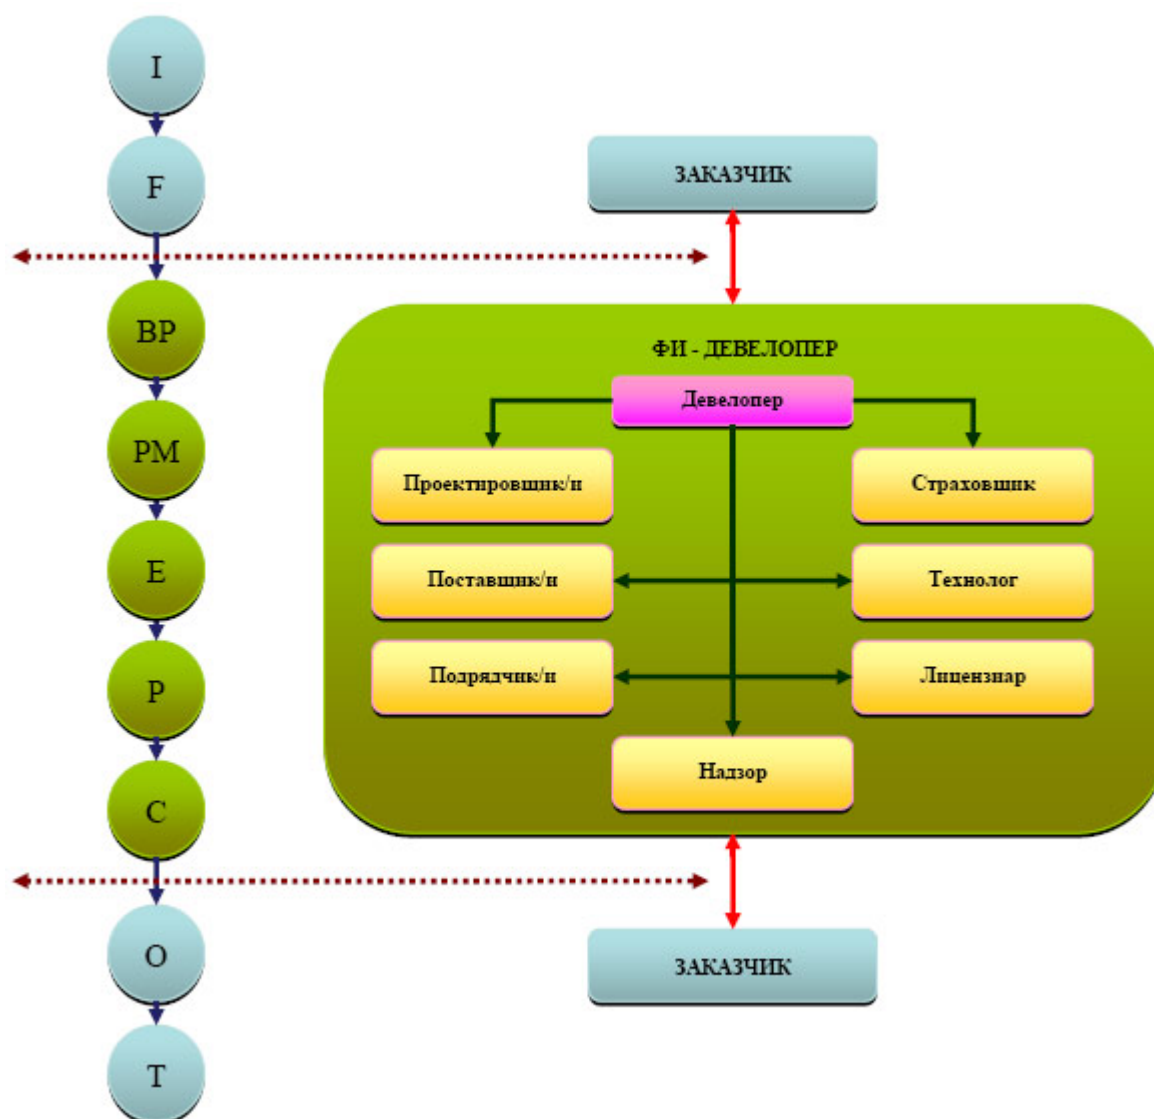 I
F
BP
PM
E
P
C
O
T
ЗАКАЗЧИК
ФИ - ДЕВЕЛОПЕР
Девелопер
Проектировщик/и
Страховщик
Поставщик/и
Технолог
Подрядчик/и
Лицензиар
Надзор
ЗАКАЗЧИК